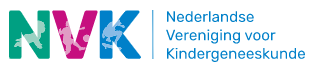 NVK
Nederlandse
Vereniging voor
Kindergeneeskunde